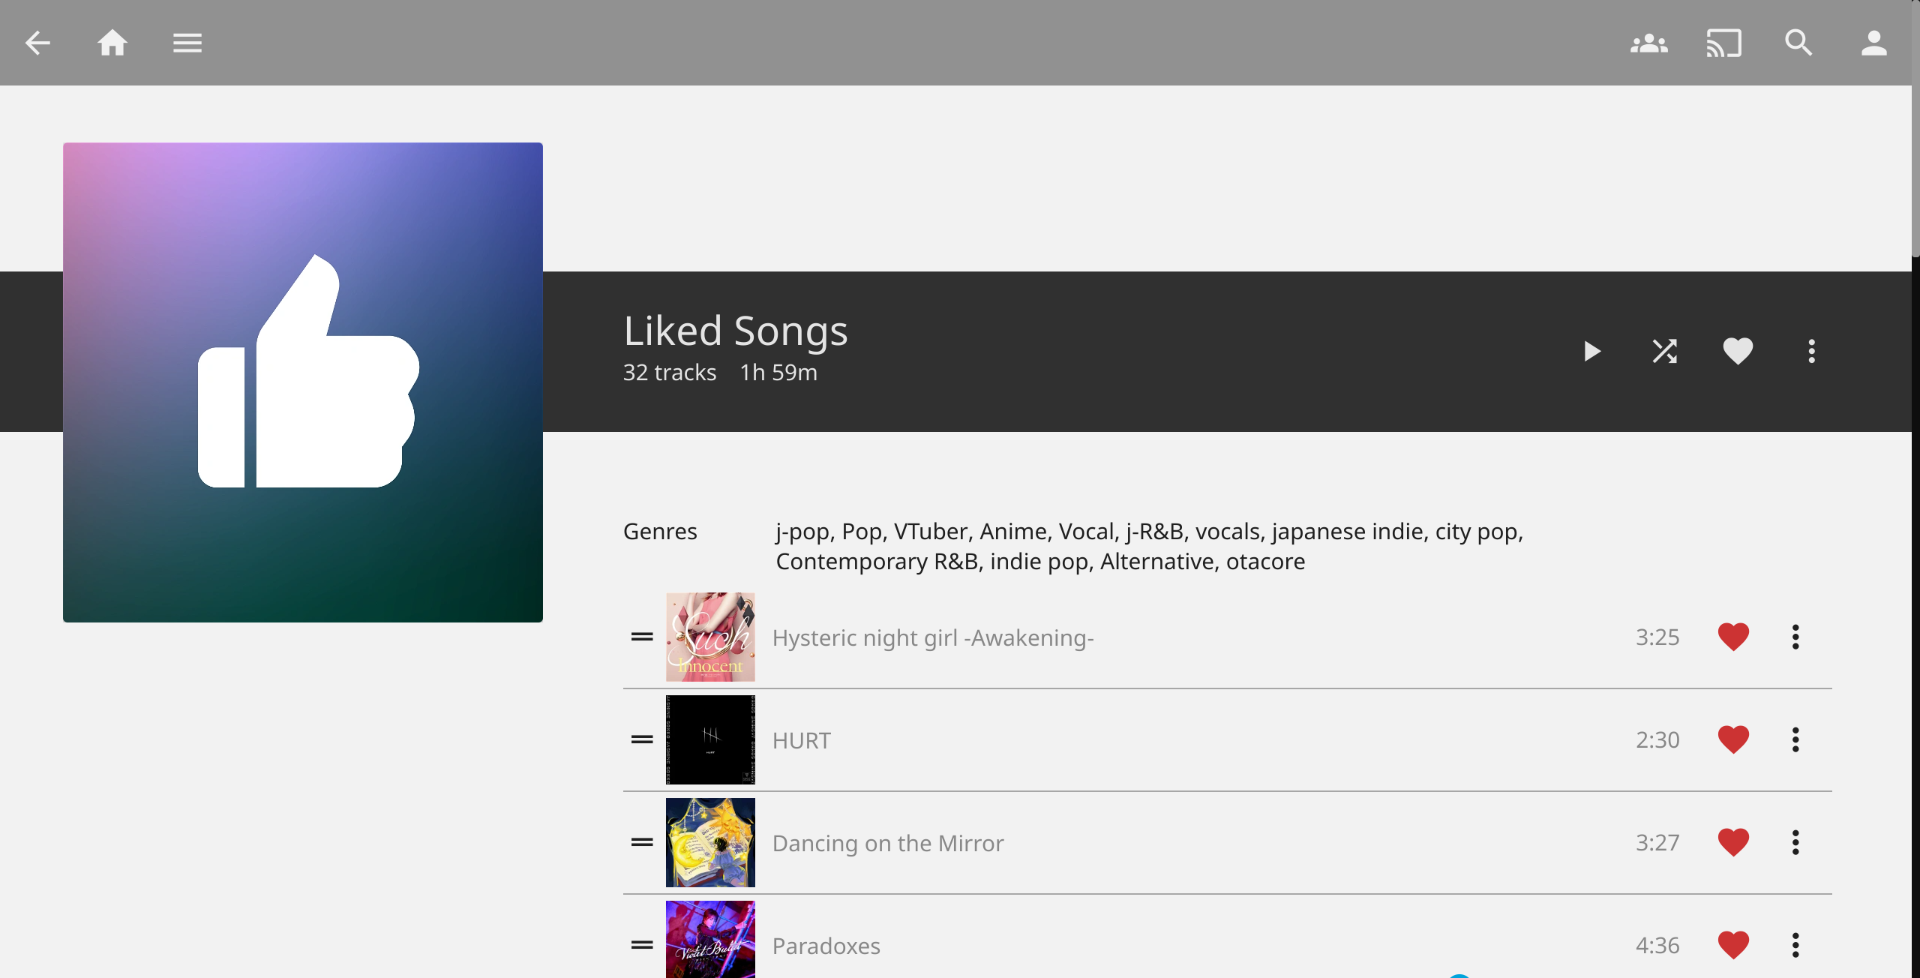 Liked Songs
32 tracks 1h 59m
Genres j-pop, Pop, VTuber, Anime, Vocal, j-R&B, vocals, japanese indie, city pop,
Contemporary R&B, indie pop, Alternative, otacore
Such
Innocent
Hysteric night girl -Awakening- 3:25
HURT 2:30
Dancing on the Mirror 3:27
Violet Bullet
Paradoxes 4:36